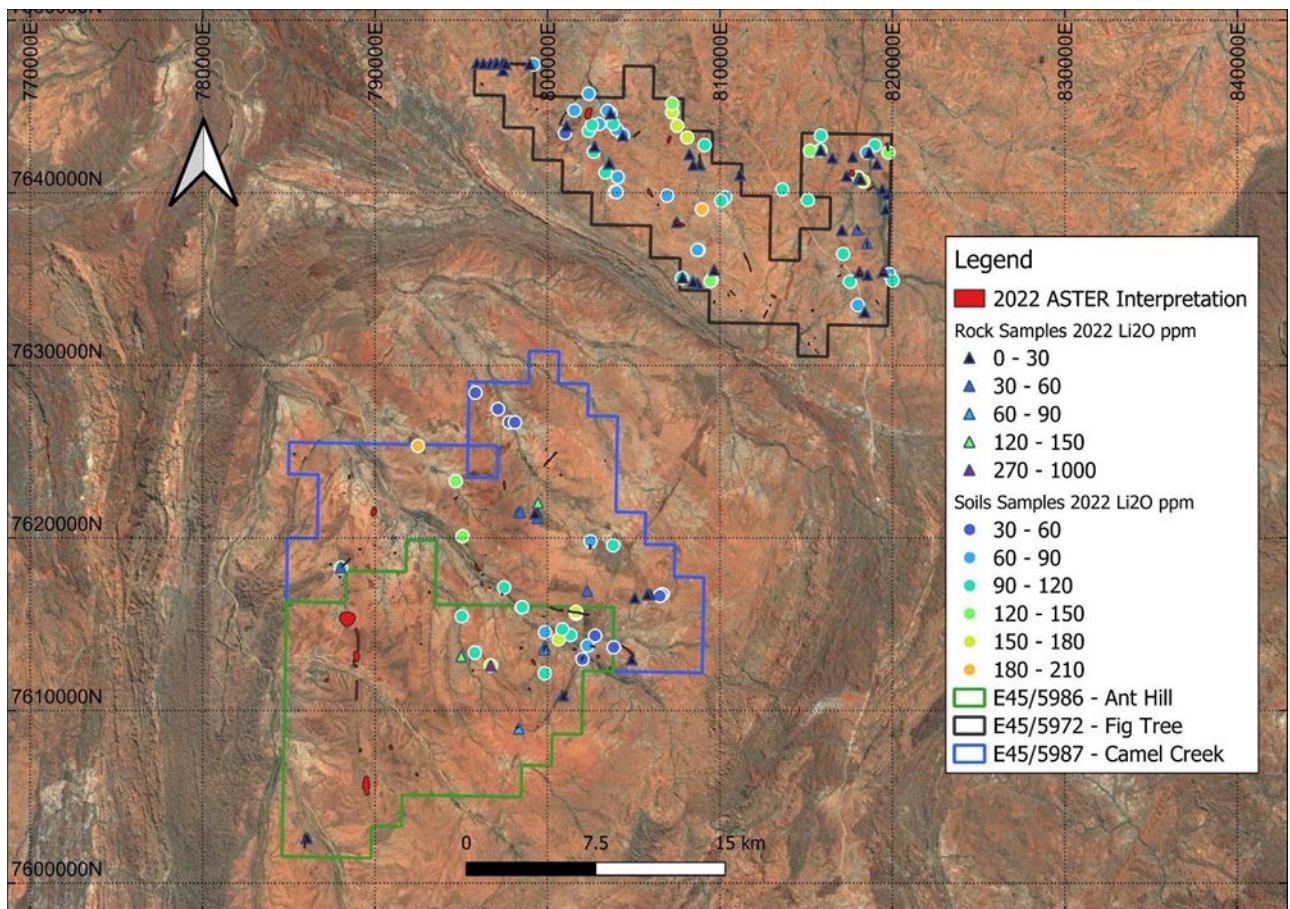 770000E
780000E
790000E
800000E
810000E
820000E
830000E
840000E
7640000N
7630000N
7620000N
7610000N
7600000N
Legend
2022 ASTER Interpretation
Rock Samples 2022 Li2O ppm
0 - 30
30 - 60
60 - 90
120 - 150
270 - 1000
Soils Samples 2022 Li2O ppm
30 - 60
60 - 90
90 - 120
120 - 150
150 - 180
180 - 210
E45/5986 - Ant Hill
E45/5972 - Fig Tree
E45/5987 - Camel Creek
0 7.5 15 km